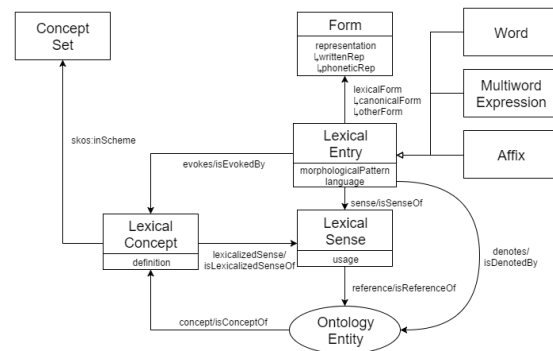 Concept
Set
Form
representation
↳writtenRep
↳phoneticRep
Word
Multiword
Expression
Affix
lexicalForm
↳canonicalForm
↳otherForm
skos:inScheme
Lexical
Entry
morphologicalPattern
language
evokes/isEvokedBy
sense/isSenseOf
Lexical
Concept
definition
lexicalizedSense/
isLexicalizedSenseOf
Lexical
Sense
usage
denotes/
isDenotedBy
reference/isReferenceOf
concept/isConceptOf
Ontology
Entity